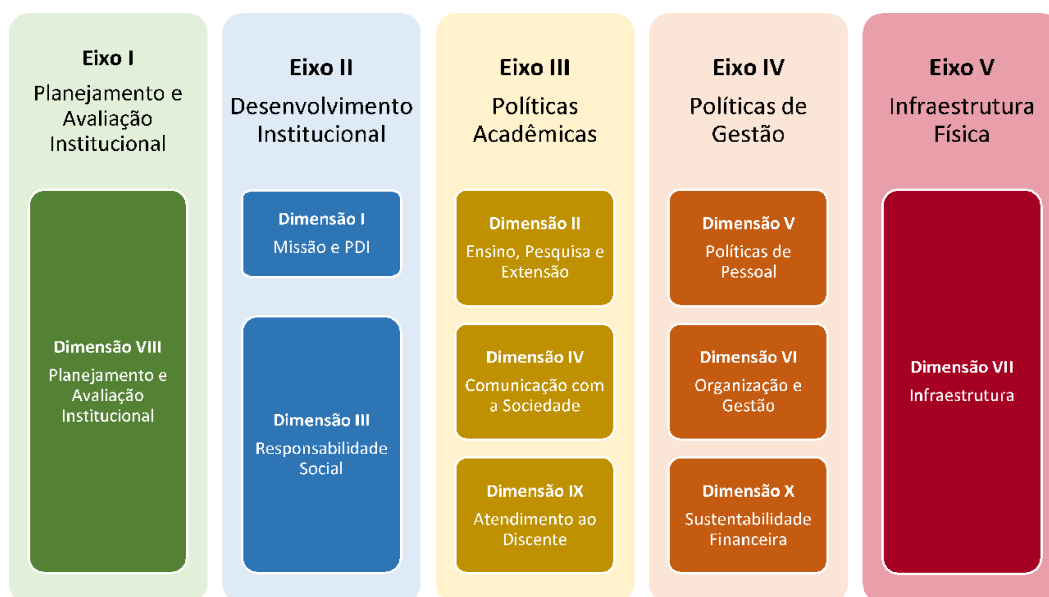 Eixo I
Planejamento e
Avaliação
Institucional
Dimensão VIII
Planejamento e
Avaliação
Institucional
Eixo II
Desenvolvimento
Institucional
Dimensão I
Missão e PDI
Dimensão III
Responsabilidade
Social
Eixo III
Políticas
Acadêmicas
Dimensão II
Ensino, Pesquisa e
Extensão
Dimensão IV
Comunicação com
a Sociedade
Dimensão IX
Atendimento ao
Discente
Eixo IV
Políticas de
Gestão
Dimensão V
Políticas de
Pessoal
Dimensão VI
Organização e
Gestão
Dimensão X
Sustentabilidade
Financeira
Eixo V
Infraestrutura
Física
Dimensão VII
Infraestrutura